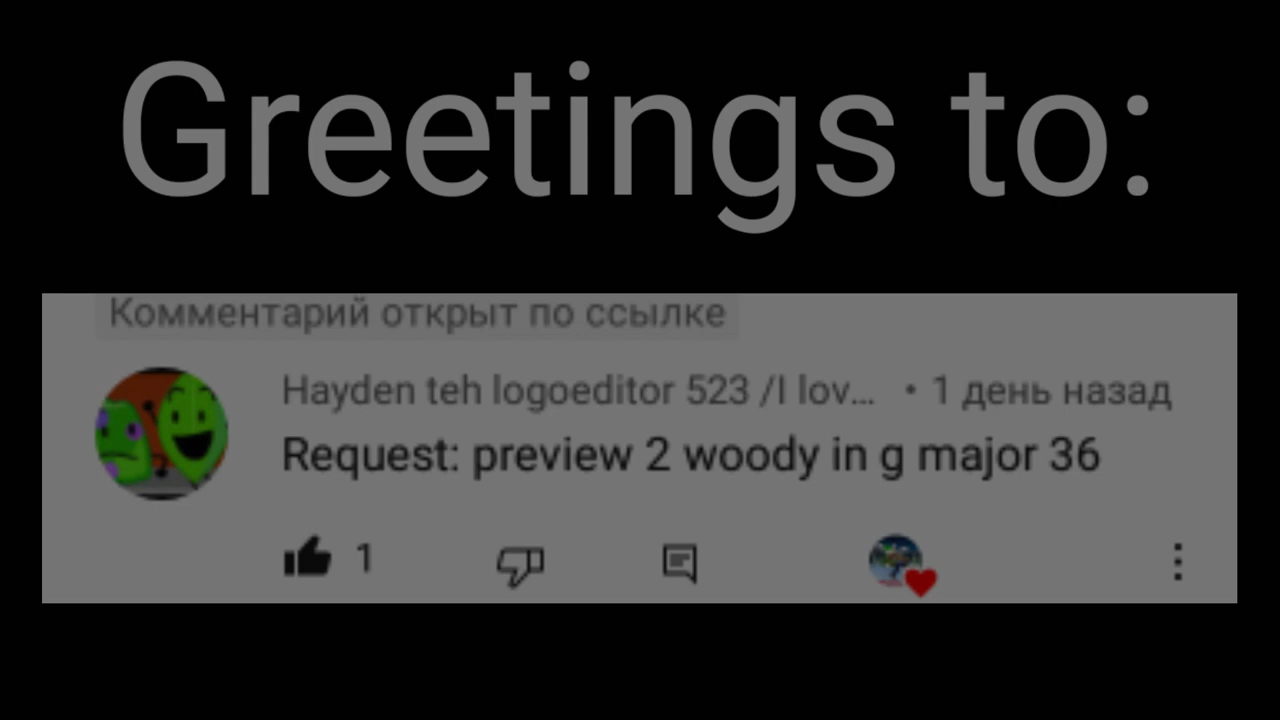 Greetings to:
Комментарий открыт по ссылке
Hayden teh logoeditor 523 /I lov... • 1 день назад
Request: preview 2 woody in g major 36
1